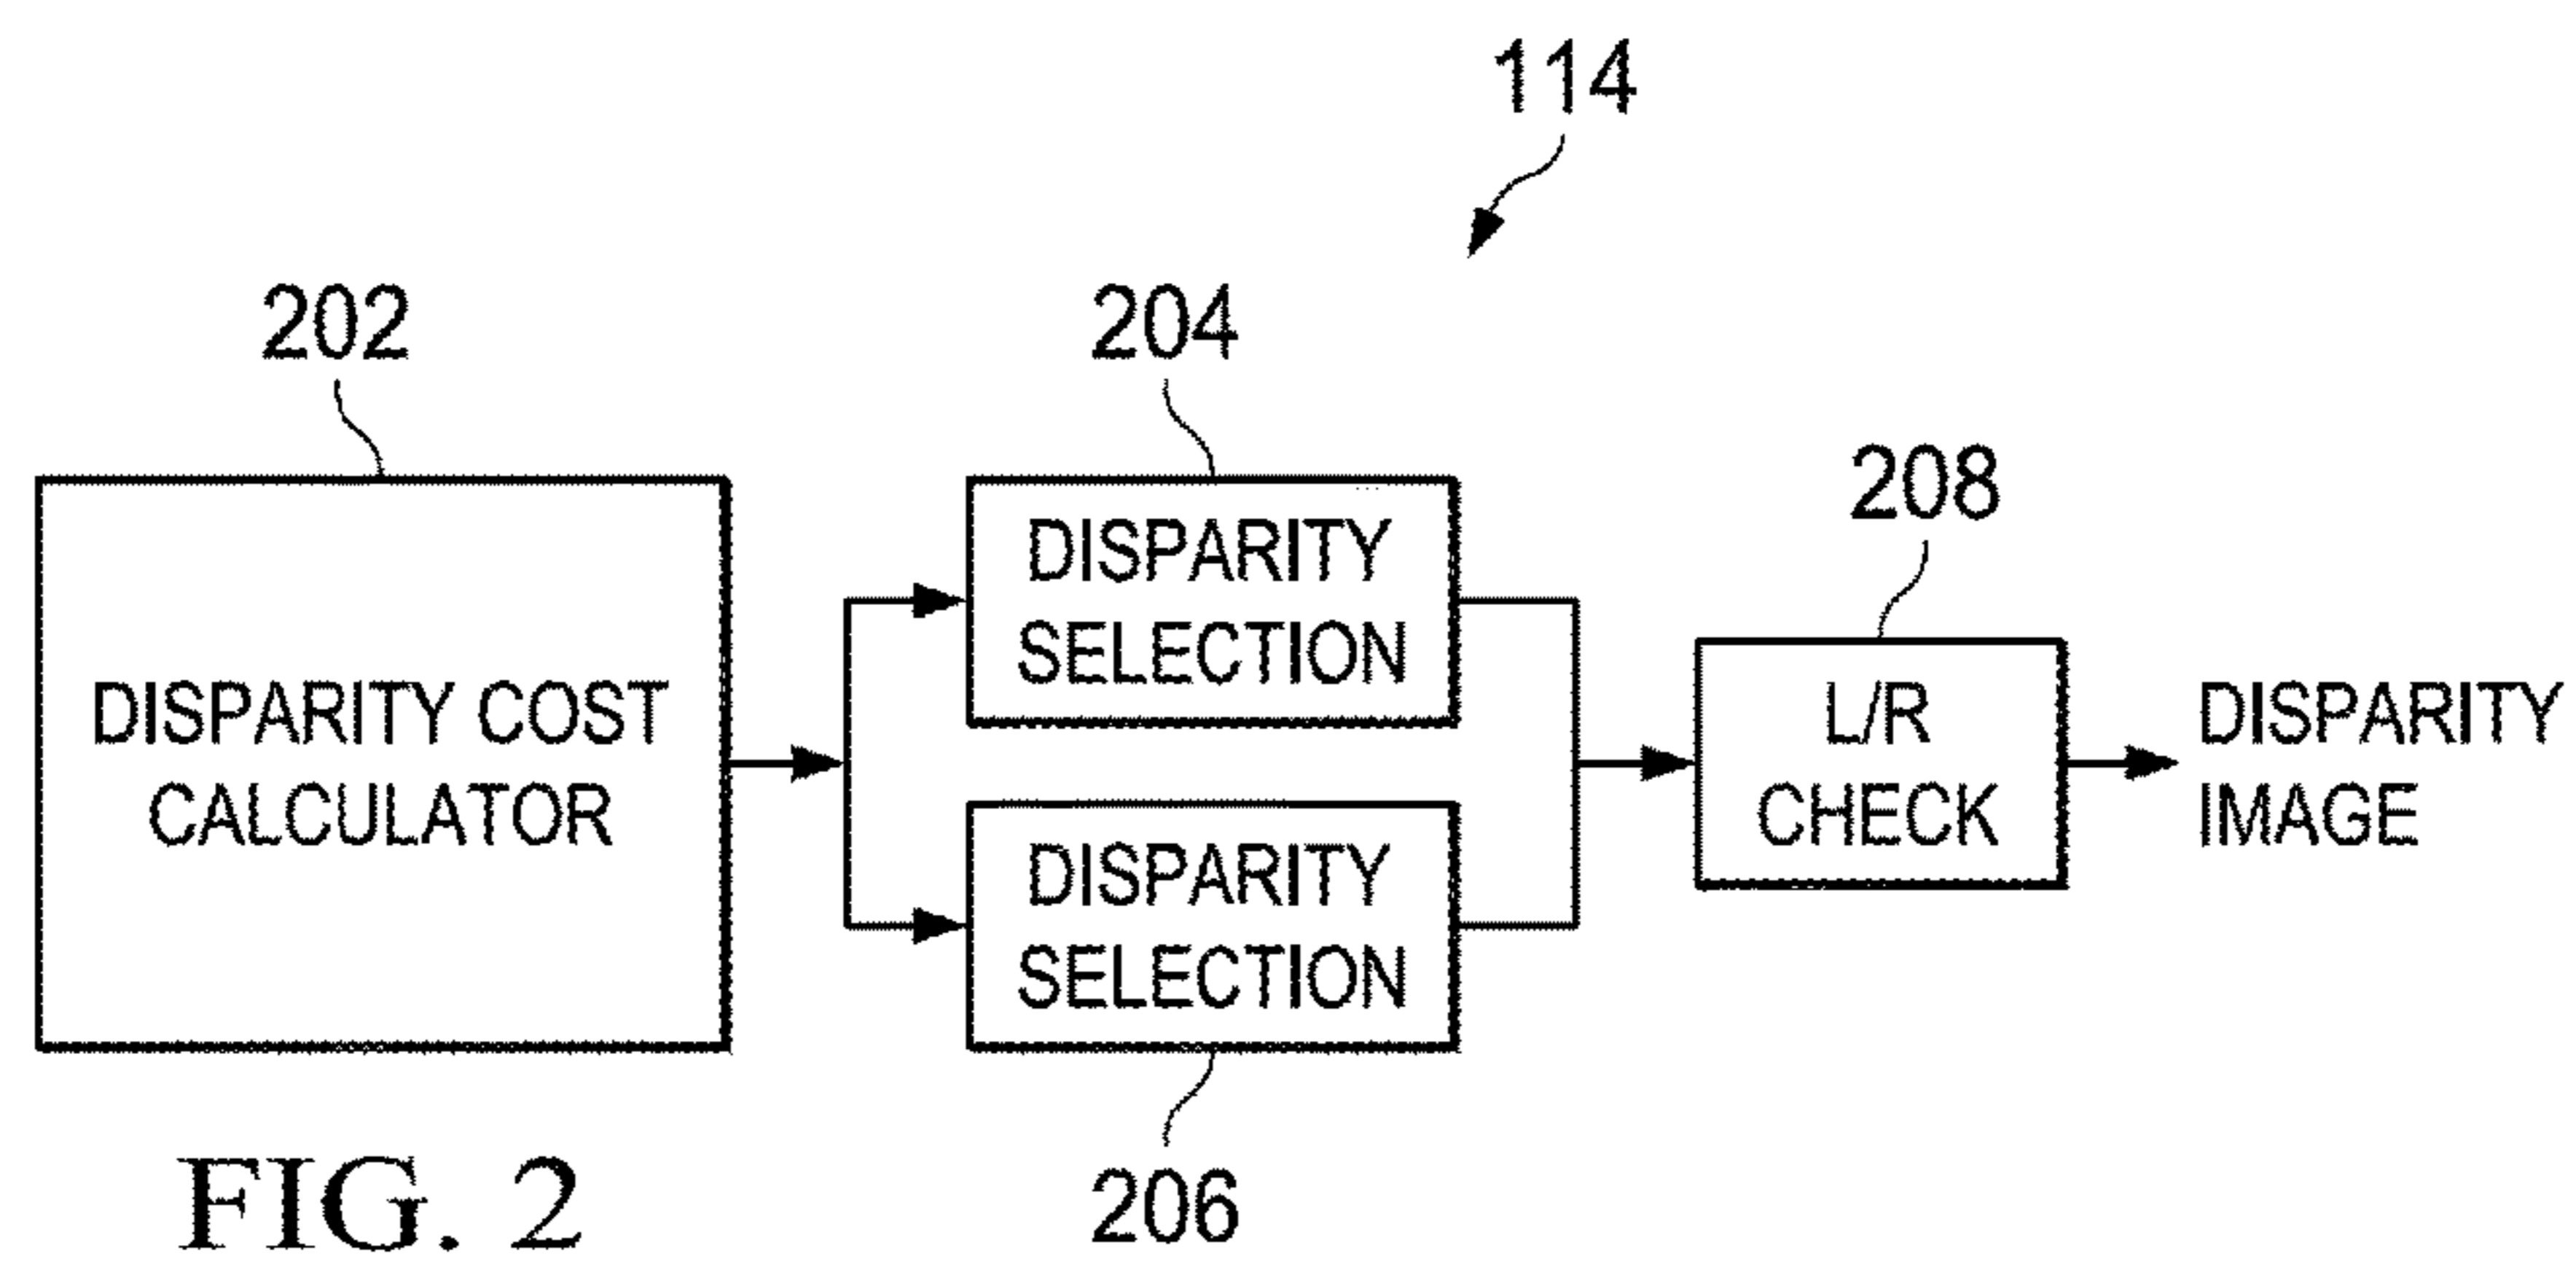 114
202
204
208
DISPARITY COST
CALCULATOR
DISPARITY
SELECTION
DISPARITY
SELECTION
206
L/R
CHECK
DISPARITY
IMAGE
FIG. 2